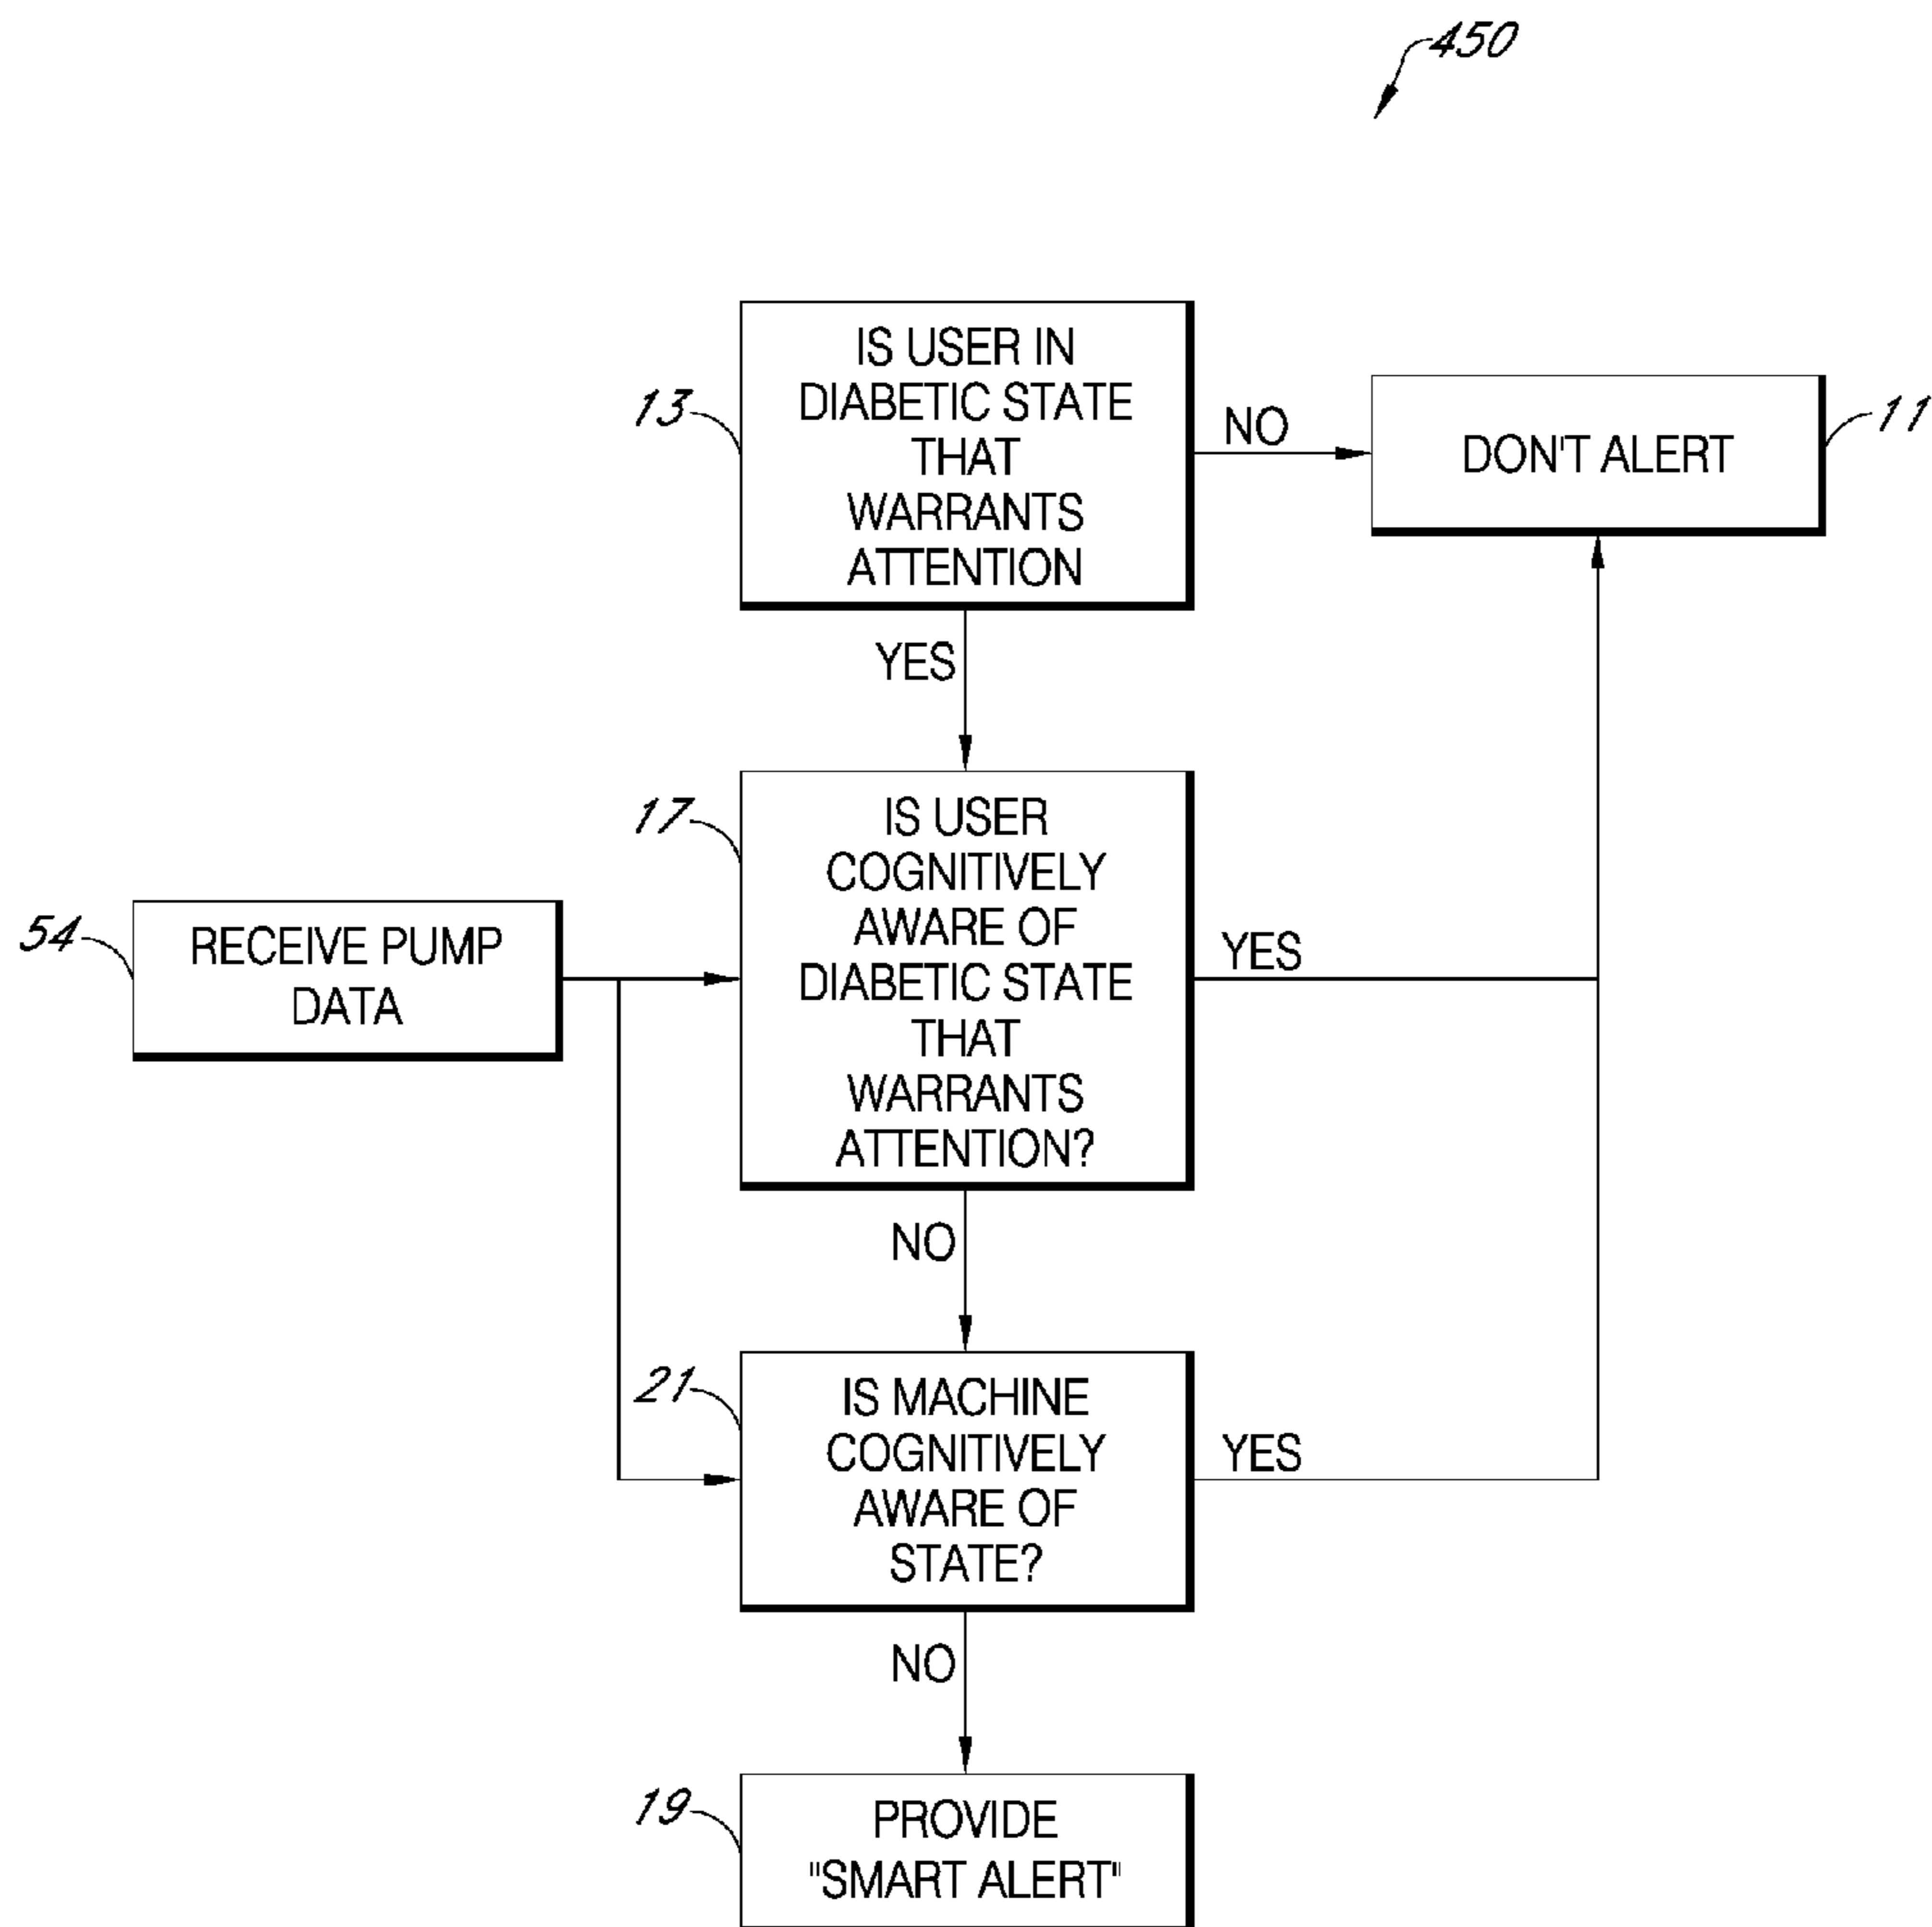 450
IS USER IN
DIABETIC STATE
THAT
WARRANTS
ATTENTION
13
NO
DON'T ALERT
11
YES
17
IS USER
COGNITIVELY
AWARE OF
DIABETIC STATE
THAT
WARRANTS
ATTENTION?
54
RECEIVE PUMP
DATA
YES
NO
21
IS MACHINE
COGNITIVELY
AWARE OF
STATE?
YES
NO
19
PROVIDE
"SMART ALERT"